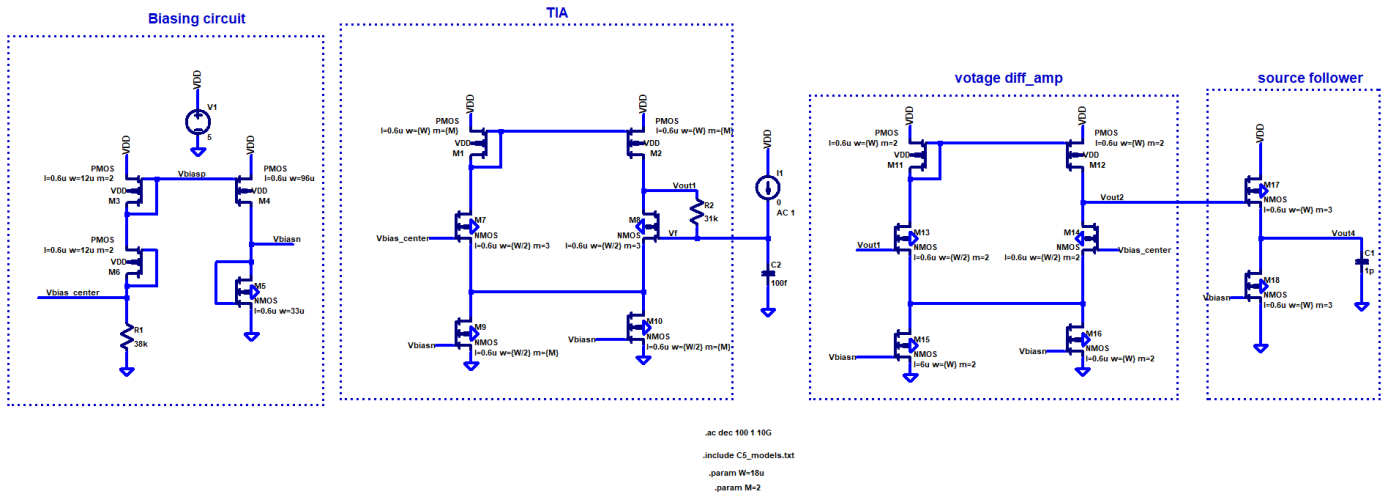 Biasing circuit
VDD
V1
5
VDD
VDD
PMOS
l=0.6u w=12u m=2
VDD
M3
Vbiasp
PMOS
l=0.6u w=96u
VDD
M4
PMOS
l=0.6u w=12u m=2
VDD
M6
Vbiasn
Vbias_center
M5
NMOS
l=0.6u w=33u
R1
38k
TIA
VDD
VDD
PMOS
l=0.6u w={W} m={M}
VDD
M1
PMOS
l=0.6u w={W} m={M}
VDD
M2
VDD
I1
0
AC 1
Vout1
R2
31k
M7
NMOS
l=0.6u w={W/2} m=3
Vbias_center
M8
NMOS
l=0.6u w={W/2} m=3
Vf
C2
100f
M9
NMOS
l=0.6u w={W/2} m={M}
Vbiasn
M10
NMOS
l=0.6u w={W/2} m={M}
Vbiasn
votage diff_amp
VDD
VDD
PMOS
l=0.6u w={W} m=2
VDD
M11
PMOS
l=0.6u w={W} m=2
VDD
M12
Vout2
M13
NMOS
l=0.6u w={W/2} m=2
Vout1
M14
NMOS
l=0.6u w={W/2} m=2
Vbias_center
M15
NMOS
l=6u w={W} m=2
Vbiasn
M16
NMOS
l=0.6u w={W} m=2
Vbiasn
source follower
VDD
M17
NMOS
l=0.6u w={W} m=3
Vout4
C1
1p
M18
NMOS
l=0.6u w={W} m=3
Vbiasn
.ac dec 100 1 10G
.include C5_models.txt
.param W=18u
.param M=2